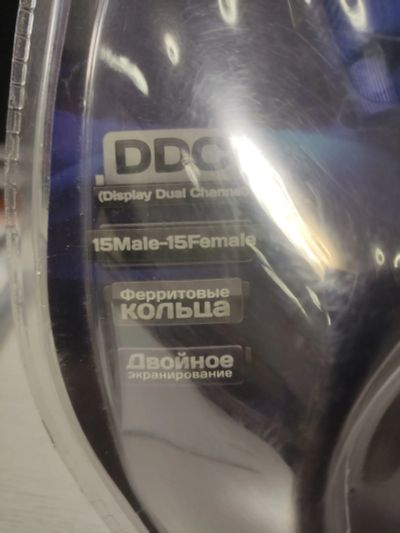 DDC
(Display Dual Channel)
15Male-15Female
Ферритовые
кольца
Двойное
экранирование